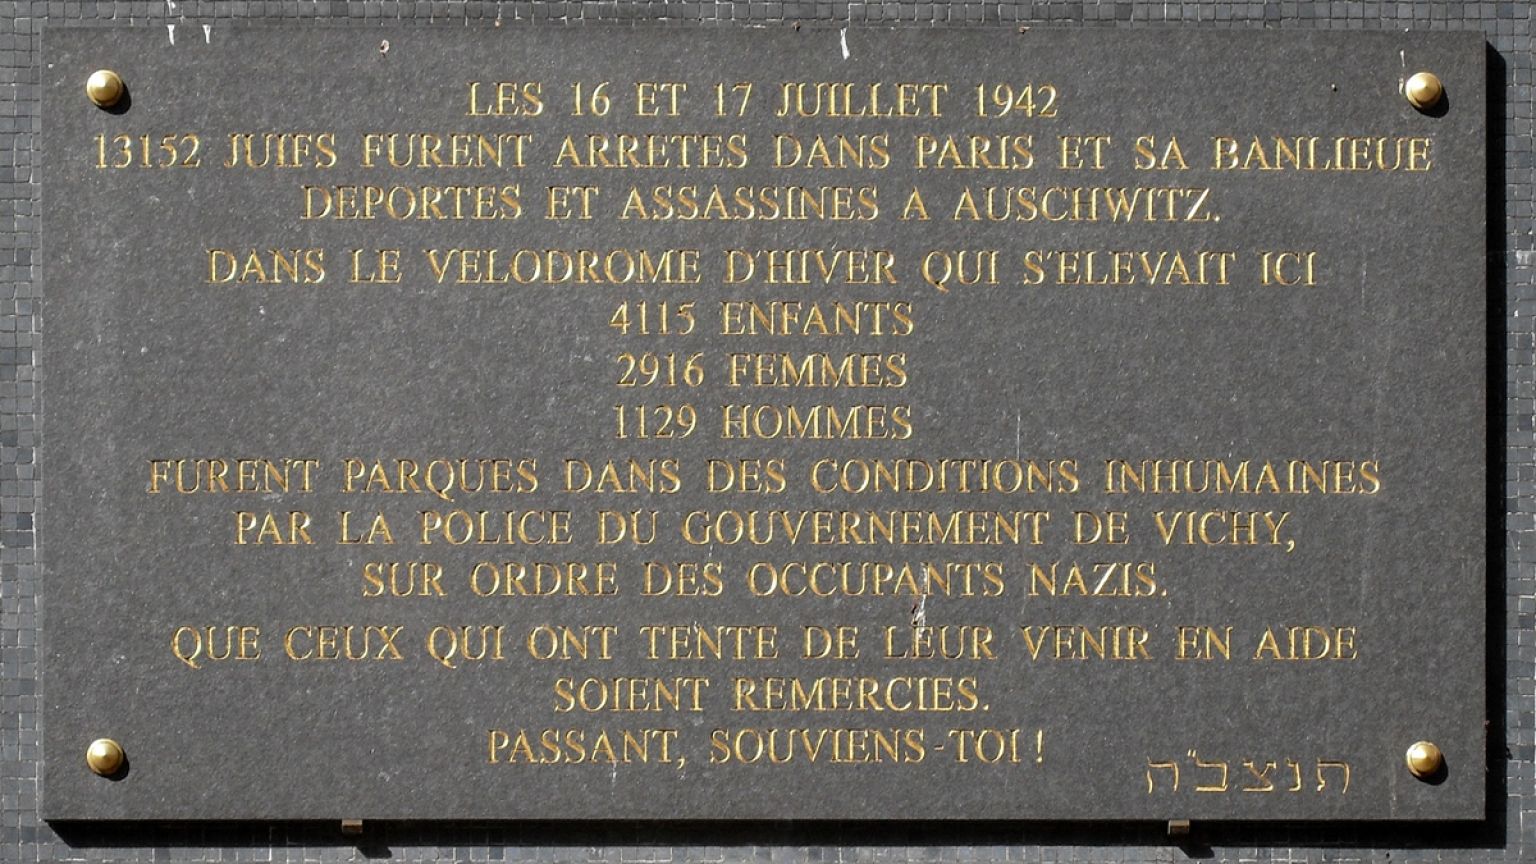 LES 16 ET 17 JUILLET 1942
13152 JUIFS FURENT ARRETES DANS PARIS ET SA BANLIEUE
DEPORTES ET ASSASSINES A AUSCHWITZ.
DANS LE VELODROME D'HIVER QUI S'ELEVAIT ICI
4115 ENFANTS
2916 FEMMES
1129 HOMMES
FURENT PARQUES DANS DES CONDITIONS INHUMAINES
PAR LA POLICE DU GOUVERNEMENT DE VICHY,
SUR ORDRE DES OCCUPANTS NAZIS.
QUE CEUX QUI ONT TENTE DE LEUR VENIR EN AIDE
SOIENT REMERCIES.
PASSANT, SOUVIENS-TOI !
תנצב"ה